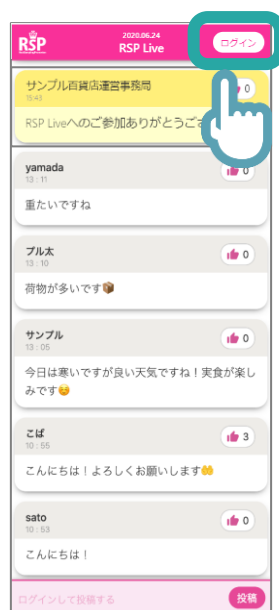 RSP
2020.06.24
RSP Live
ログイン
サンプル百貨店運営事務局
15:43
0
RSP Liveへのご参加ありがとうご
yamada
13:11
0
重たいですね
プル太
13:10
0
荷物が多いです📦
サンプル
13:05
0
今日は寒いですが良い天気ですね！実食が楽し
みです☺️
こば
10:55
3
こんにちは！よろしくお願いします🤲
sato
10:53
0
こんにちは！
ログインして投稿する
投稿